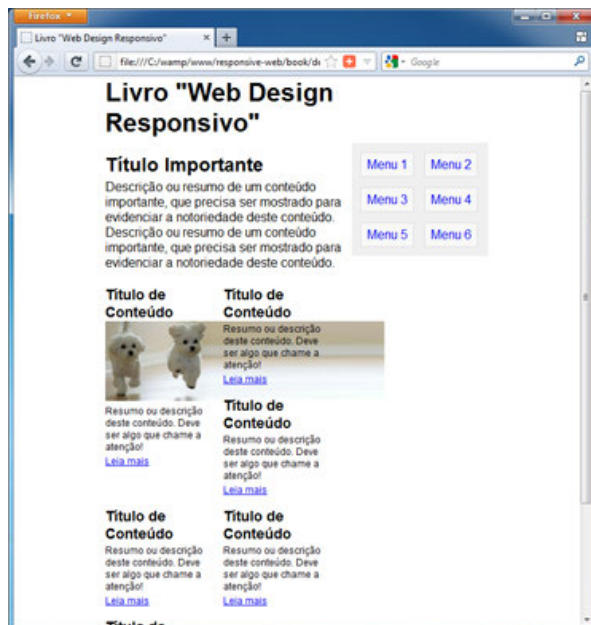 Firefox
Livro "Web Design Responsivo"
file:///C:/wamp/www/responsive-web/book/de
Google
Livro "Web Design
Responsivo"
Título Importante
Descrição ou resumo de um conteúdo
importante, que precisa ser mostrado para
evidenciar a notoriedade deste conteúdo.
Descrição ou resumo de um conteúdo
importante, que precisa ser mostrado para
evidenciar a notoriedade deste conteúdo.
Menu 1
Menu 2
Menu 3
Menu 4
Menu 5
Menu 6
Título de
Conteúdo
Resumo ou descrição
deste conteúdo. Deve
ser algo que chame a
atenção!
Leia mais
Título de
Conteúdo
Resumo ou descrição
deste conteúdo. Deve
ser algo que chame a
atenção!
Leia mais
Título de
Conteúdo
Resumo ou descrição
deste conteúdo. Deve
ser algo que chame a
atenção!
Leia mais
Título de
Conteúdo
Resumo ou descrição
deste conteúdo. Deve
ser algo que chame a
atenção!
Leia mais
Título de
Conteúdo
Resumo ou descrição
deste conteúdo. Deve
ser algo que chame a
atenção!
Leia mais
Título de